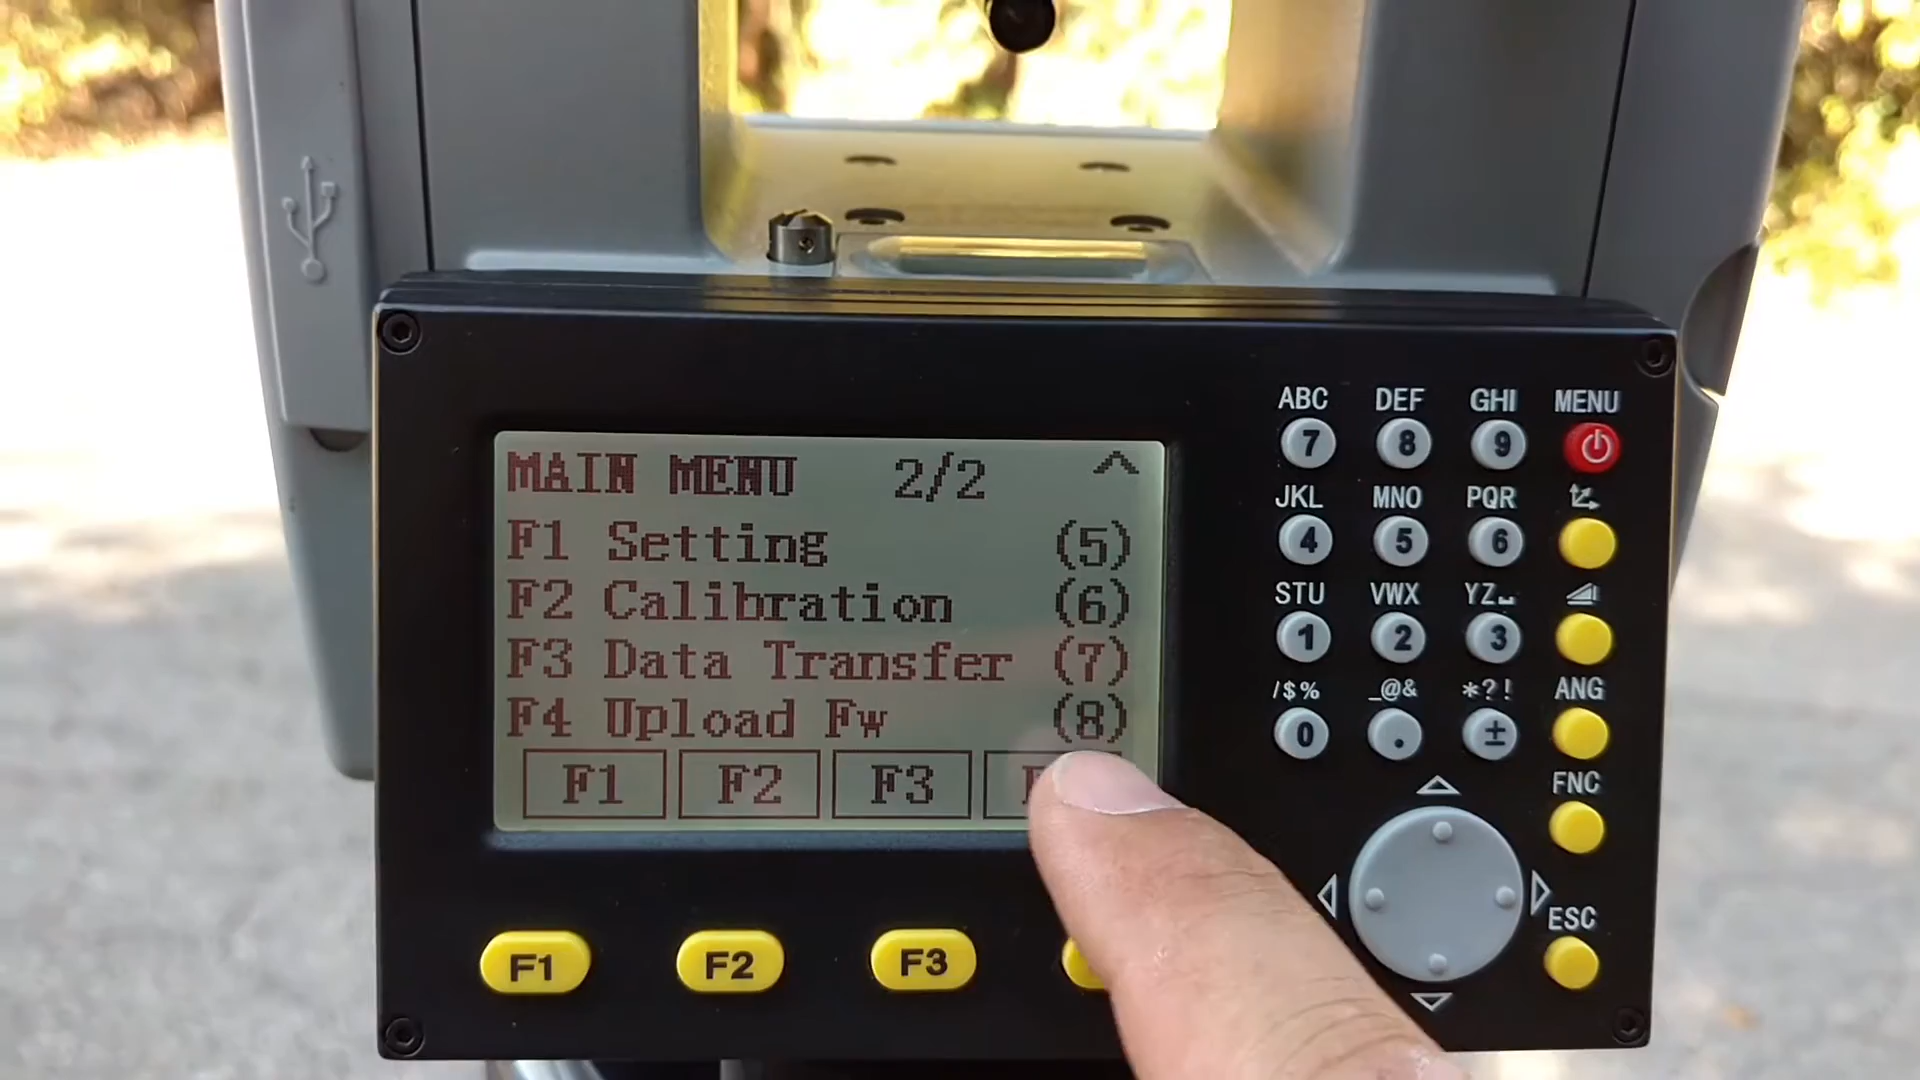 MAIN MENU 2/2 ^
F1 Setting (5)
F2 Calibration (6)
F3 Data Transfer (7)
F4 Upload Fw (8)
F1 F2 F3
F1 F2 F3
ABC DEF GHI MENU
7 8 9
JKL MNO PQR
4 5 6
STU VWX YZ⎵
1 2 3
/$% _@& *?! ANG
0 . ±
FNC
ESC